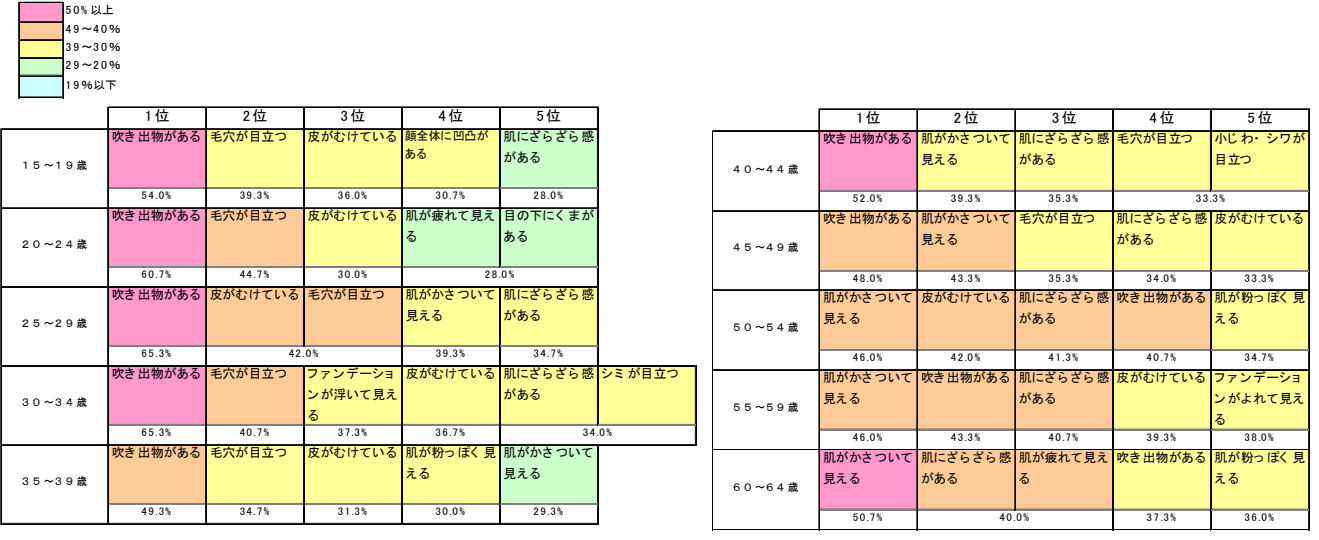 50%以上
49～40%
39～30%
29～20%
19%以下
1位 2位 3位 4位 5位
15～19歳
吹き出物がある 毛穴が目立つ 皮がむけている 顔全体に凹凸がある 肌にざらざら感がある
54.0% 39.3% 36.0% 30.7% 28.0%
20～24歳
吹き出物がある 毛穴が目立つ 皮がむけている 肌が疲れて見える 目の下にくまがある
60.7% 44.7% 30.0% 28.0%
25～29歳
吹き出物がある 皮がむけている 毛穴が目立つ 肌がかさついて見える 肌にざらざら感がある
65.3% 42.0% 39.3% 34.7%
30～34歳
吹き出物がある 毛穴が目立つ ファンデーションが浮いて見える 皮がむけている 肌にざらざら感がある シミが目立つ
65.3% 40.7% 37.3% 36.7% 34.0%
35～39歳
吹き出物がある 毛穴が目立つ 皮がむけている 肌が粉っぽく見える 肌がかさついて見える
49.3% 34.7% 31.3% 30.0% 29.3%
1位 2位 3位 4位 5位
40～44歳
吹き出物がある 肌がかさついて見える 肌にざらざら感がある 毛穴が目立つ 小じわ・シワが目立つ
52.0% 39.3% 35.3% 33.3%
45～49歳
吹き出物がある 肌がかさついて見える 毛穴が目立つ 肌にざらざら感がある 皮がむけている
48.0% 43.3% 35.3% 34.0% 33.3%
50～54歳
肌がかさついて見える 皮がむけている 肌にざらざら感がある 吹き出物がある 肌が粉っぽく見える
46.0% 42.0% 41.3% 40.7% 34.7%
55～59歳
肌がかさついて見える 吹き出物がある 肌にざらざら感がある 皮がむけている ファンデーションがよれて見える
46.0% 43.3% 40.7% 39.3% 38.0%
60～64歳
肌がかさついて見える 肌にざらざら感がある 肌が疲れて見える 吹き出物がある 肌が粉っぽく見える
50.7% 40.0% 37.3% 36.0%